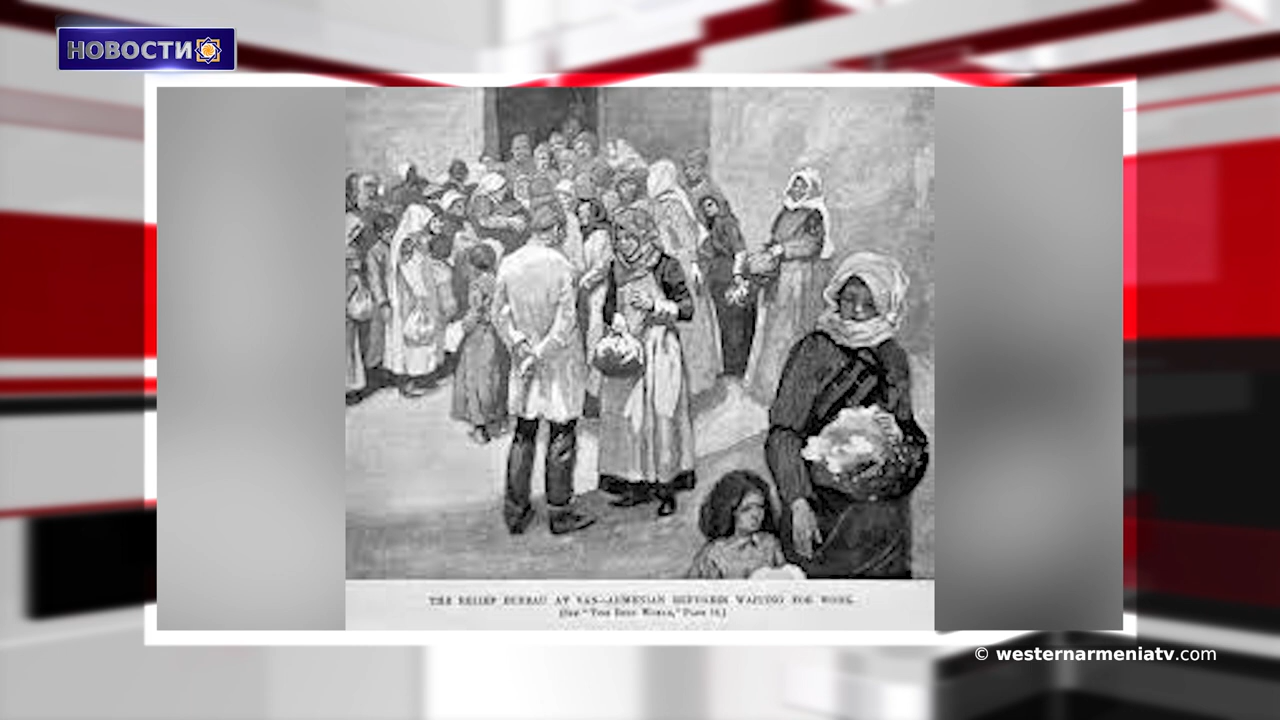 НОВОСТИ
THE RELIEF BUREAU AT VAN—ARMENIAN REFUGEES WAITING FOR WORK.
© westernarmeniatv.com